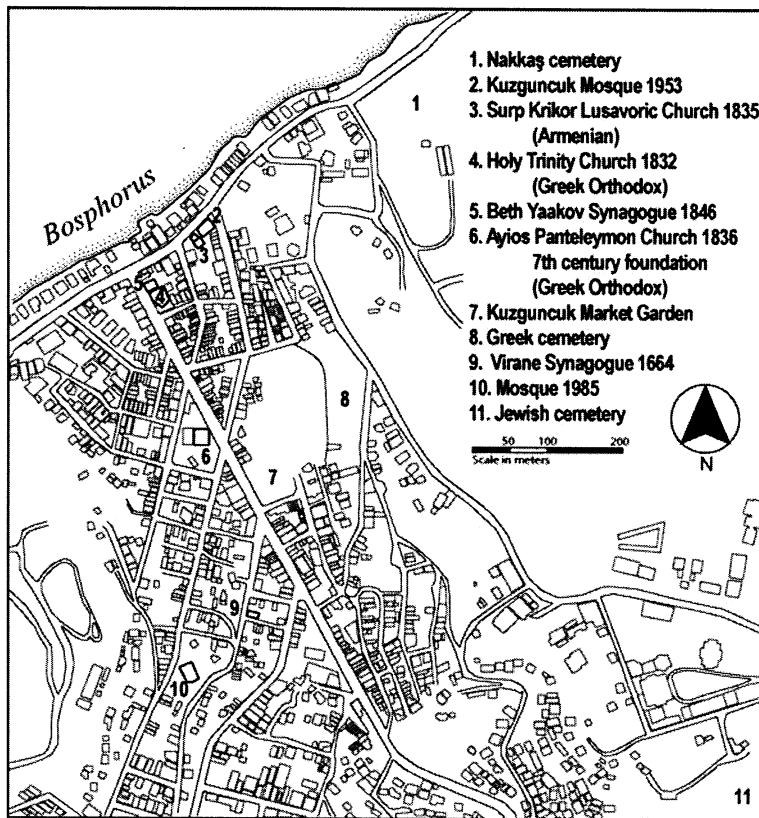 1. Nakkaş cemetery
2. Kuzguncuk Mosque 1953
3. Surp Krikor Lusavoric Church 1835
(Armenian)
4. Holy Trinity Church 1832
(Greek Orthodox)
5. Beth Yaakov Synagogue 1846
6. Ayios Panteleymon Church 1836
7th century foundation
(Greek Orthodox)
7. Kuzguncuk Market Garden
8. Greek cemetery
9. Virane Synagogue 1664
10. Mosque 1985
11. Jewish cemetery
50 100 200
Scale in meters
N
Bosphorus
1
2
3
5
4
8
6
7
9
10
11